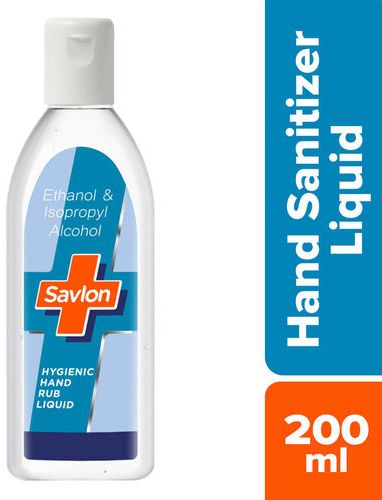 Ethanol &
Isopropyl
Alcohol
Savlon
HYGIENIC
HAND
RUB
LIQUID
Hand Sanitizer
Liquid
200
ml